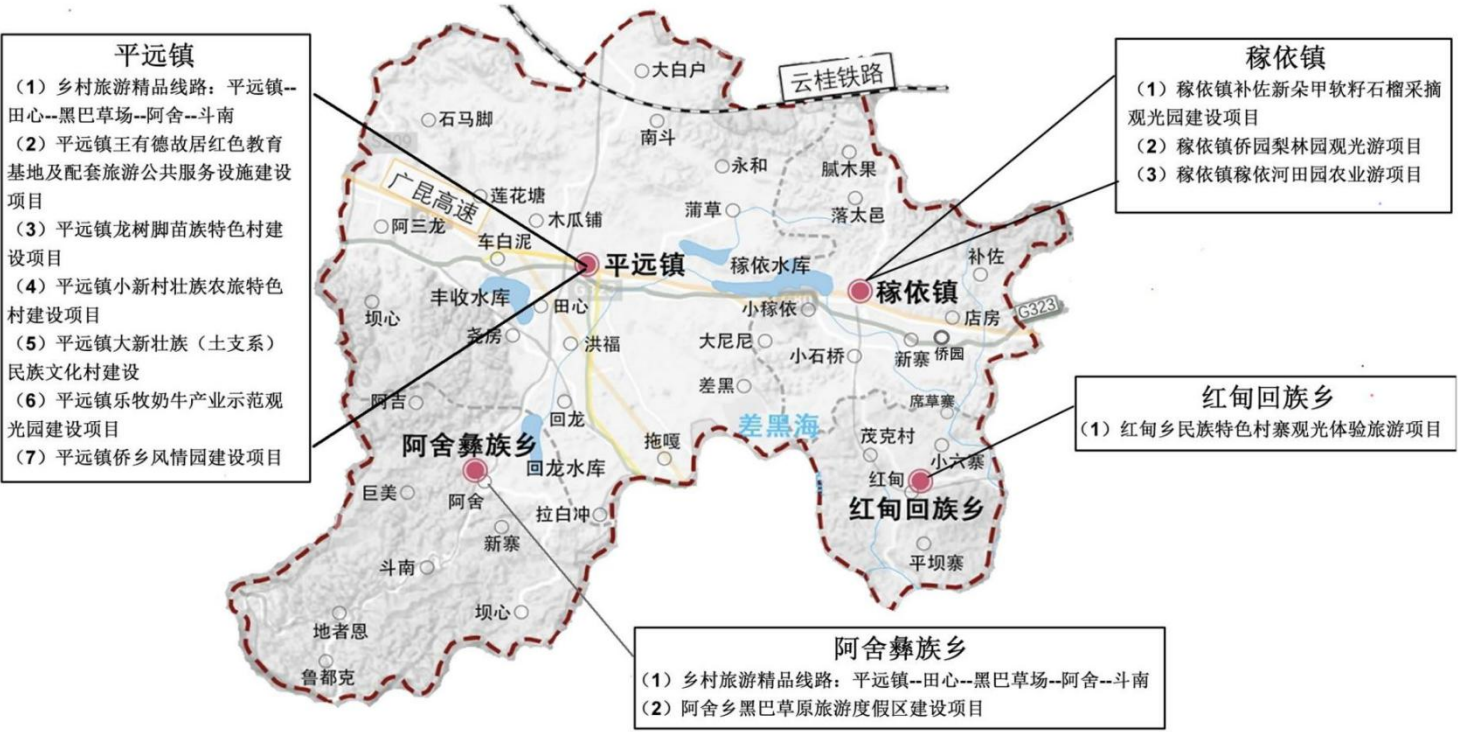 平远镇
（1）乡村旅游精品线路：平远镇--
田心--黑巴草场--阿舍--斗南
（2）平远镇王有德故居红色教育
基地及配套旅游公共服务设施建设
项目
（3）平远镇龙树脚苗族特色村建
设项目
（4）平远镇小新村壮族农旅特色
村建设项目
（5）平远镇大新壮族（土支系）
民族文化村建设
（6）平远镇乐牧奶牛产业示范观
光园建设项目
（7）平远镇侨乡风情园建设项目
稼依镇
（1）稼依镇补佐新朵甲软籽石榴采摘
观光园建设项目
（2）稼依镇侨园梨林园观光游项目
（3）稼依镇稼依河田园农业游项目
红甸回族乡
（1）红甸乡民族特色村寨观光体验旅游项目
阿舍彝族乡
（1）乡村旅游精品线路：平远镇--田心--黑巴草场--阿舍--斗南
（2）阿舍乡黑巴草原旅游度假区建设项目
云桂铁路
大白户
石马脚
南斗
永和
腻木果
广昆高速
莲花塘
木瓜铺
蒲草
落太邑
阿三龙
车白泥
平远镇
稼依水库
补佐
丰收水库
田心
稼依镇
小稼依
店房
G323
坝心
尧房
洪福
大尼尼
小石桥
新寨
侨园
差黑
阿吉
回龙
席草寨
差黑海
茂克村
拖嘎
小六寨
阿舍彝族乡
回龙水库
红甸
红甸回族乡
巨美
阿舍
拉白冲
新寨
平坝寨
斗南
坝心
地者恩
鲁都克